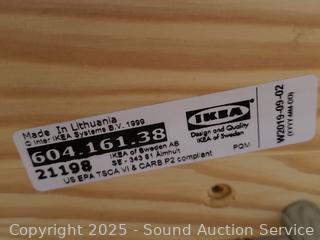 Made In Lithuania
© Inter IKEA Systems B.V. 1999
604.161.38
21198
IKEA of Sweden AB
SE - 343 81 Älmhult
US EPA TSCA VI & CARB P2 compliant
IKEA
Design and Quality
IKEA of Sweden
PQM
W2019-09-02
(YYYY-MM-DD)
Copyright 2025 - Sound Auction Service